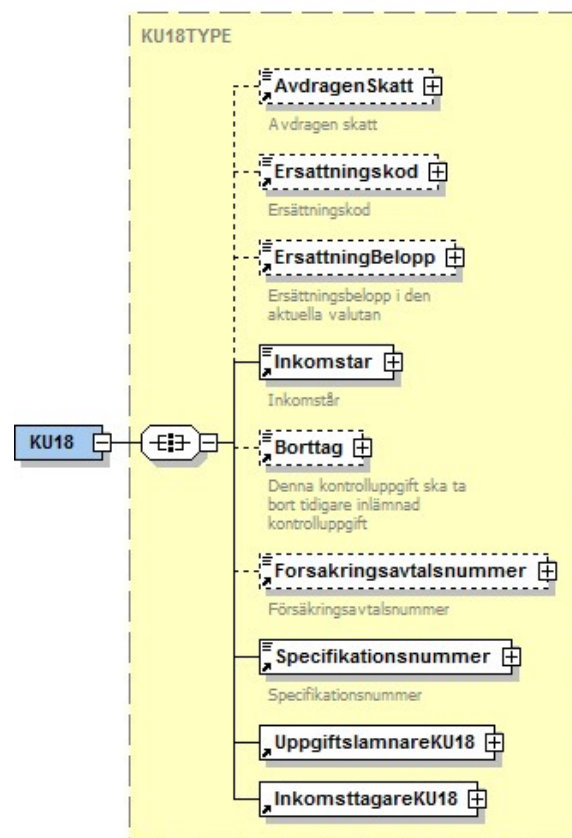 KU18TYPE
AvdragenSkatt
Avdragen skatt
Ersattningskod
Ersättningskod
ErsattningBelopp
Ersättningsbelopp i den
aktuella valutan
Inkomstar
Inkomstår
KU18
Borttag
Denna kontrolluppgift ska ta
bort tidigare inlämnad
kontrolluppgift
Forsakringsavtalsnummer
Försäkringsavtalsnummer
Specifikationsnummer
Specifikationsnummer
UppgiftslamnareKU18
InkomsttagareKU18